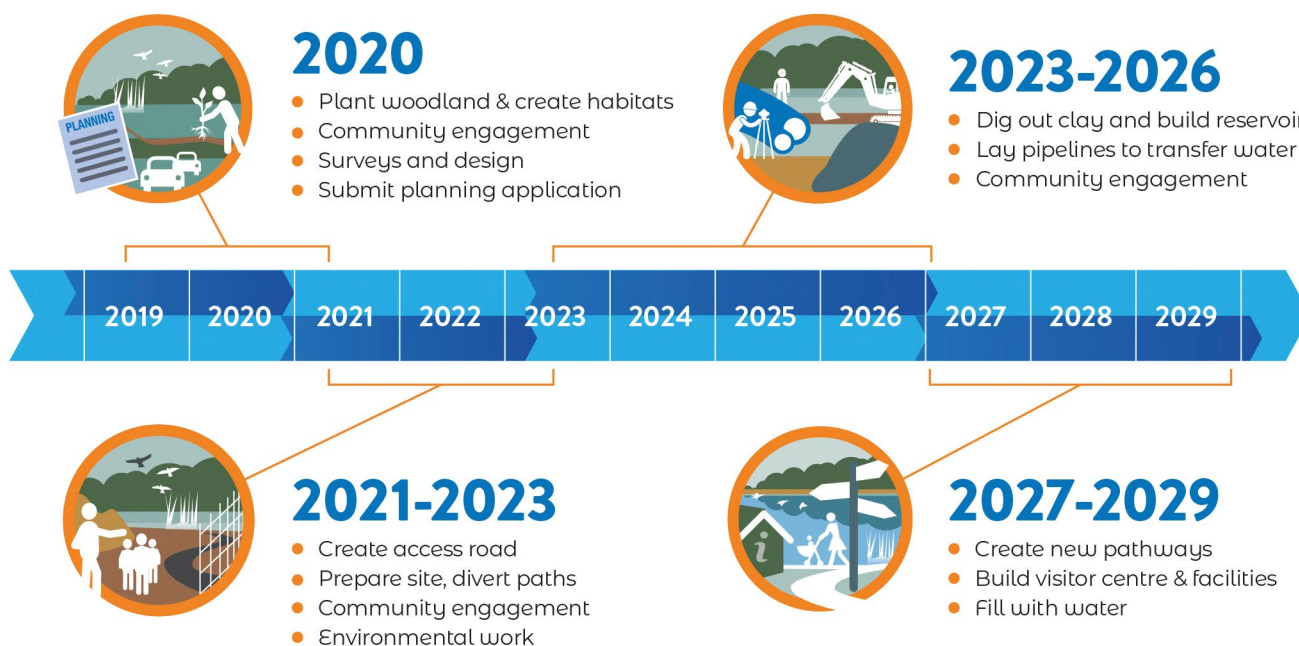 2020
Plant woodland & create habitats
Community engagement
Surveys and design
Submit planning application
PLANNING
2023-2026
Dig out clay and build reservoir
Lay pipelines to transfer water
Community engagement
2019 2020 2021 2022 2023 2024 2025 2026 2027 2028 2029
2021-2023
Create access road
Prepare site, divert paths
Community engagement
Environmental work
i
2027-2029
Create new pathways
Build visitor centre & facilities
Fill with water